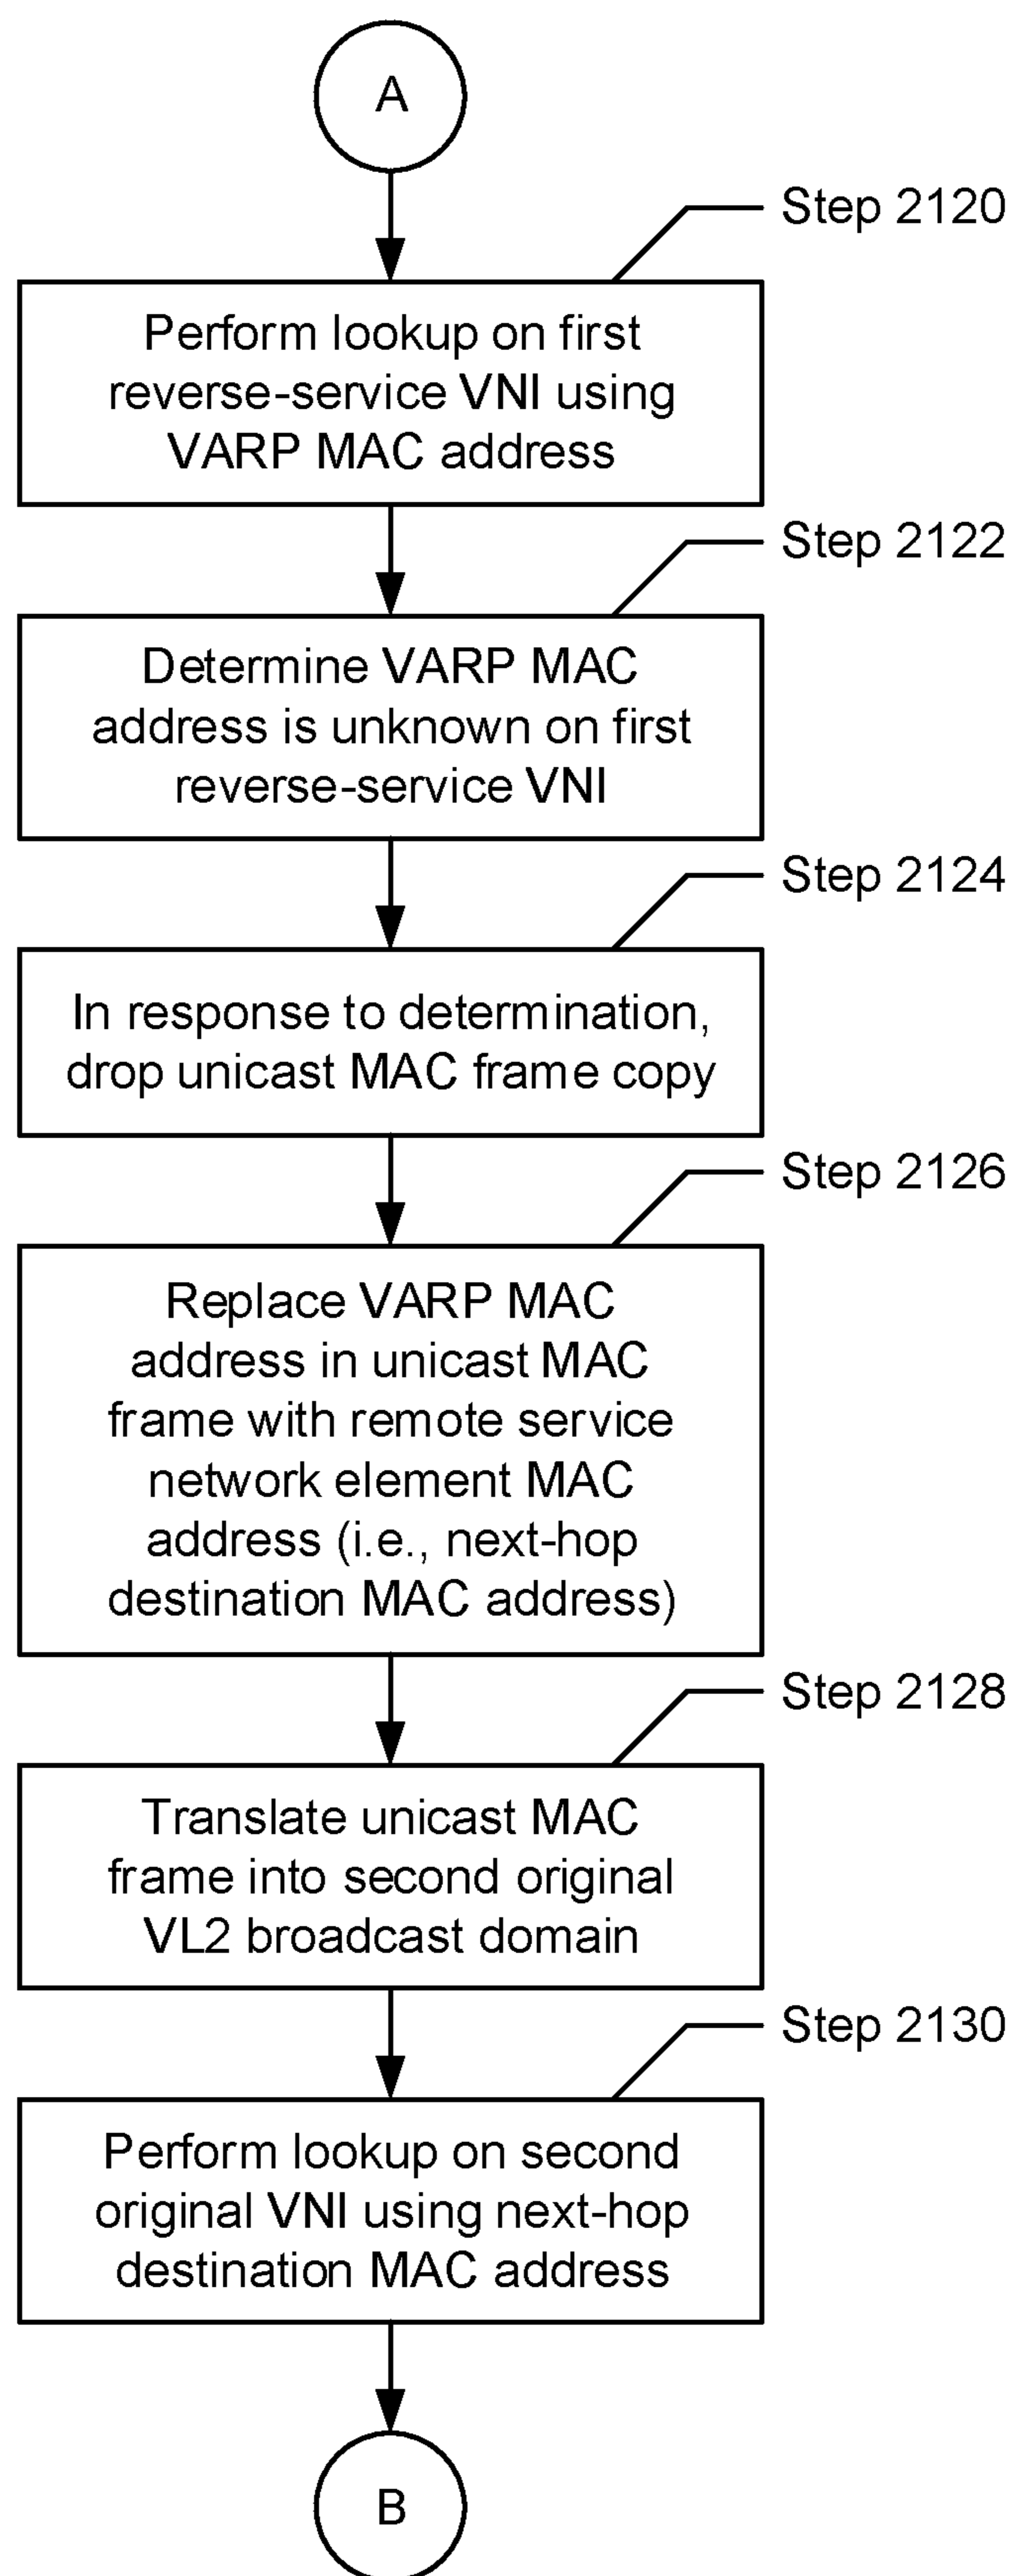 A
Step 2120
Perform lookup on first
reverse-service VNI using
VARP MAC address
Step 2122
Determine VARP MAC
address is unknown on first
reverse-service VNI
Step 2124
In response to determination,
drop unicast MAC frame copy
Step 2126
Replace VARP MAC
address in unicast MAC
frame with remote service
network element MAC
address (i.e., next-hop
destination MAC address)
Step 2128
Translate unicast MAC
frame into second original
VL2 broadcast domain
Step 2130
Perform lookup on second
original VNI using next-hop
destination MAC address
B